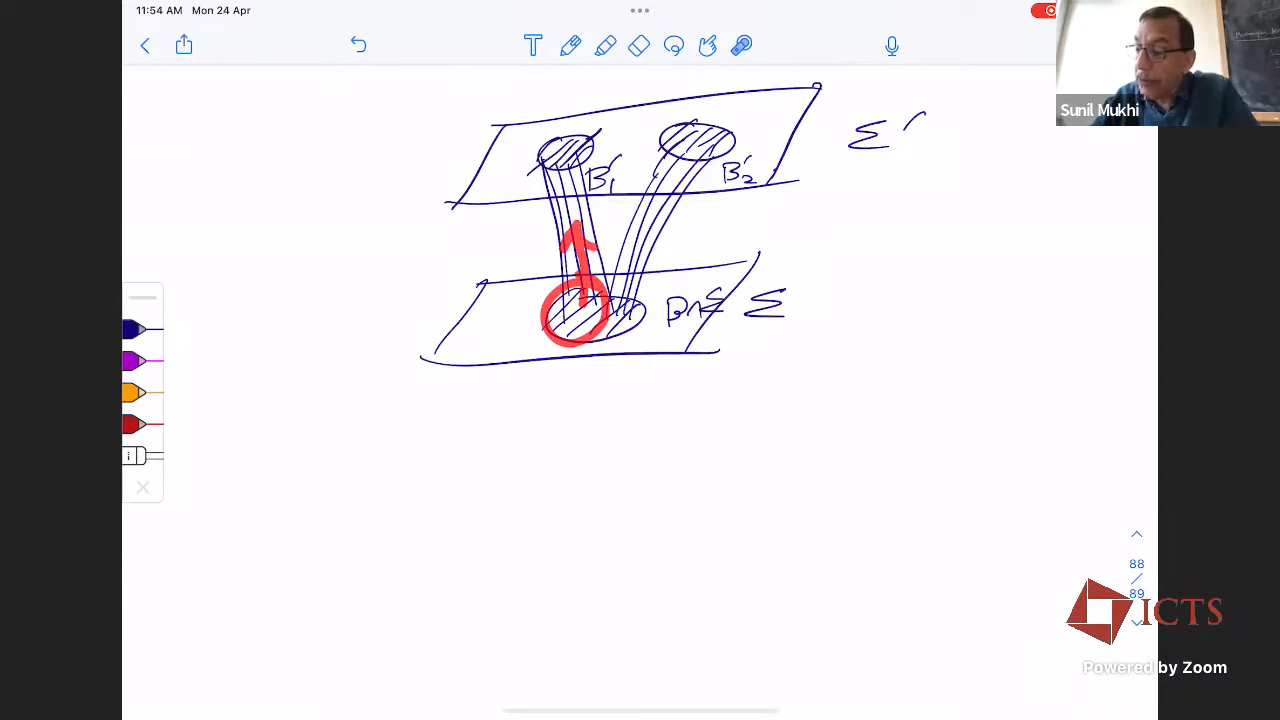 11:54 AM Mon 24 Apr
Sunil Mukhi
Σ′
B′₁
B′₂
B∩Σ
Σ
88
/
89
ICTS
Powered by Zoom